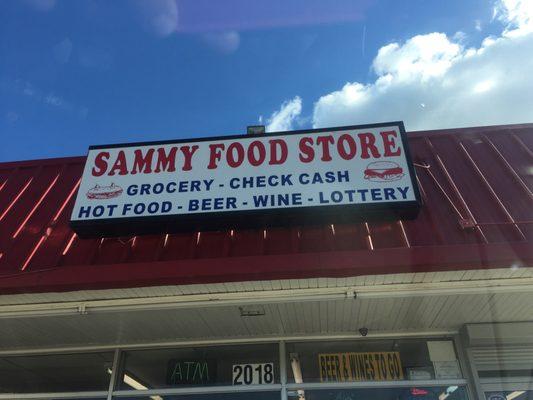 SAMMY FOOD STORE
GROCERY - CHECK CASH
HOT FOOD - BEER - WINE - LOTTERY
ATM
2018
BEER & WINES TO GO